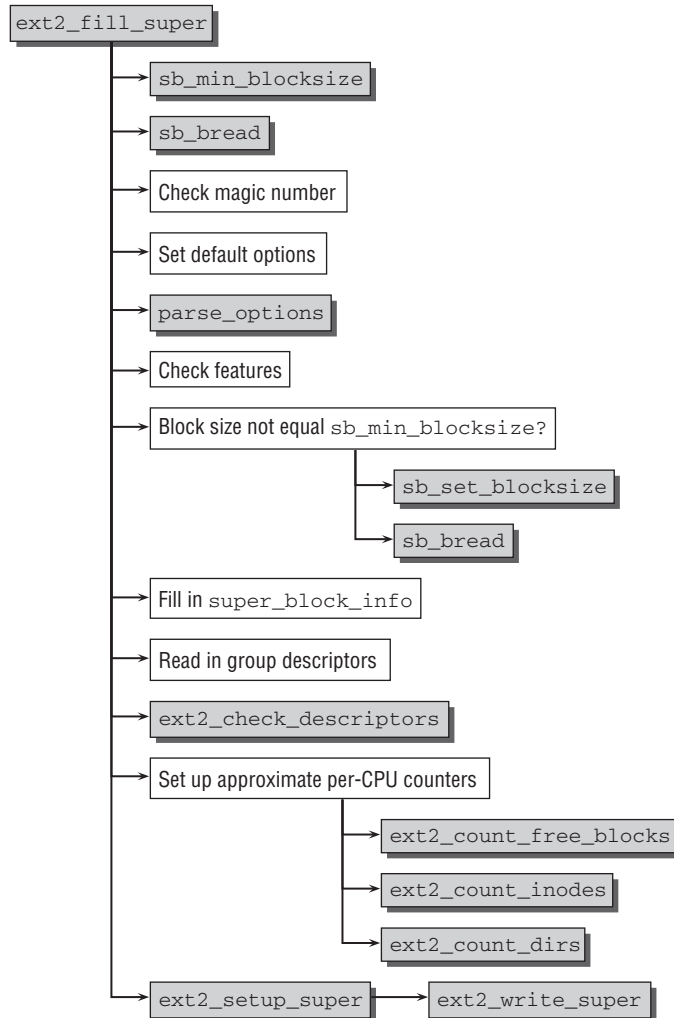 ext2_fill_super
sb_min_blocksize
sb_bread
Check magic number
Set default options
parse_options
Check features
Block size not equal sb_min_blocksize?
sb_set_blocksize
sb_bread
Fill in super_block_info
Read in group descriptors
ext2_check_descriptors
Set up approximate per-CPU counters
ext2_count_free_blocks
ext2_count_inodes
ext2_count_dirs
ext2_setup_super
ext2_write_super